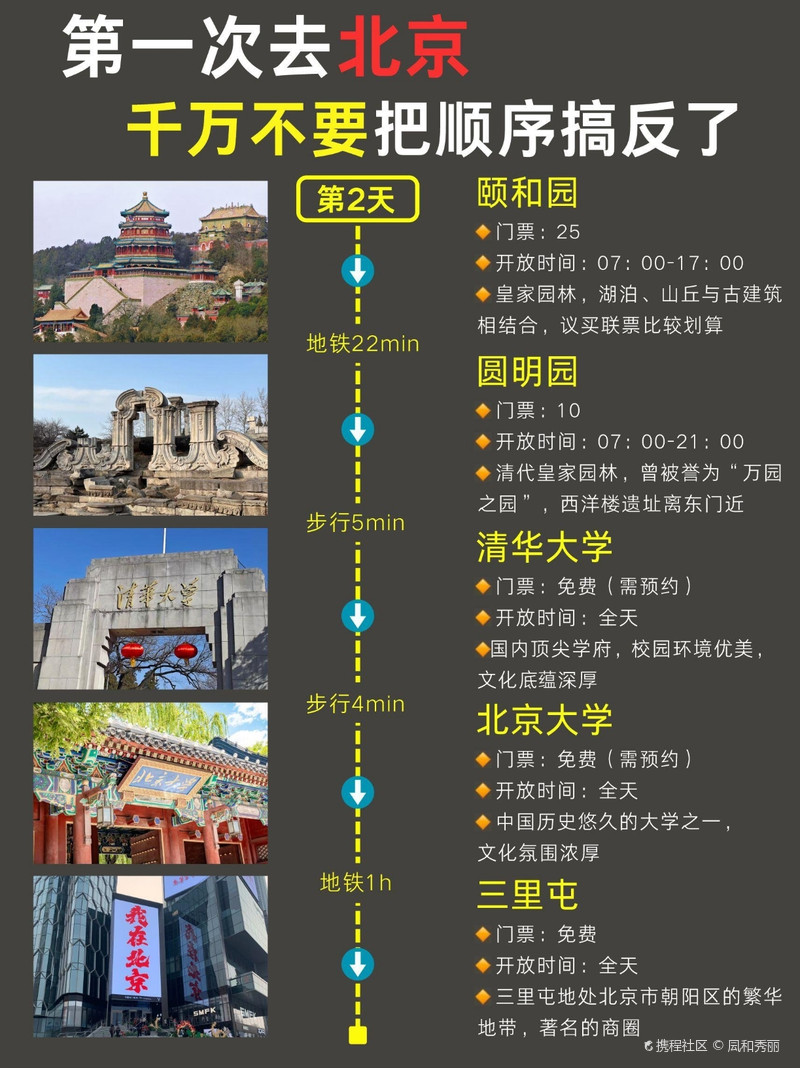 第一次去北京
千万不要把顺序搞反了
第2天
颐和园
门票：25
开放时间：07：00-17：00
皇家园林，湖泊、山丘与古建筑
相结合，议买联票比较划算
地铁22min
圆明园
门票：10
开放时间：07：00-21：00
清代皇家园林，曾被誉为“万园
之园”，西洋楼遗址离东门近
步行5min
清华大学
清华大学
门票：免费（需预约）
开放时间：全天
国内顶尖学府，校园环境优美，
文化底蕴深厚
步行4min
北京大学
北京大学
门票：免费（需预约）
开放时间：全天
中国历史悠久的大学之一，
文化氛围浓厚
地铁1h
我在北京
SMFK
三里屯
门票：免费
开放时间：全天
三里屯地处北京市朝阳区的繁华
地带，著名的商圈
携程社区 © 凮和秀丽